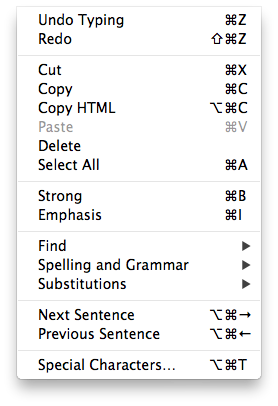 Undo Typing ⌘Z
Redo ⇧⌘Z
Cut ⌘X
Copy ⌘C
Copy HTML ⌥⌘C
Paste ⌘V
Delete
Select All ⌘A
Strong ⌘B
Emphasis ⌘I
Find ▶
Spelling and Grammar ▶
Substitutions ▶
Next Sentence ⌥⌘→
Previous Sentence ⌥⌘←
Special Characters... ⌥⌘T